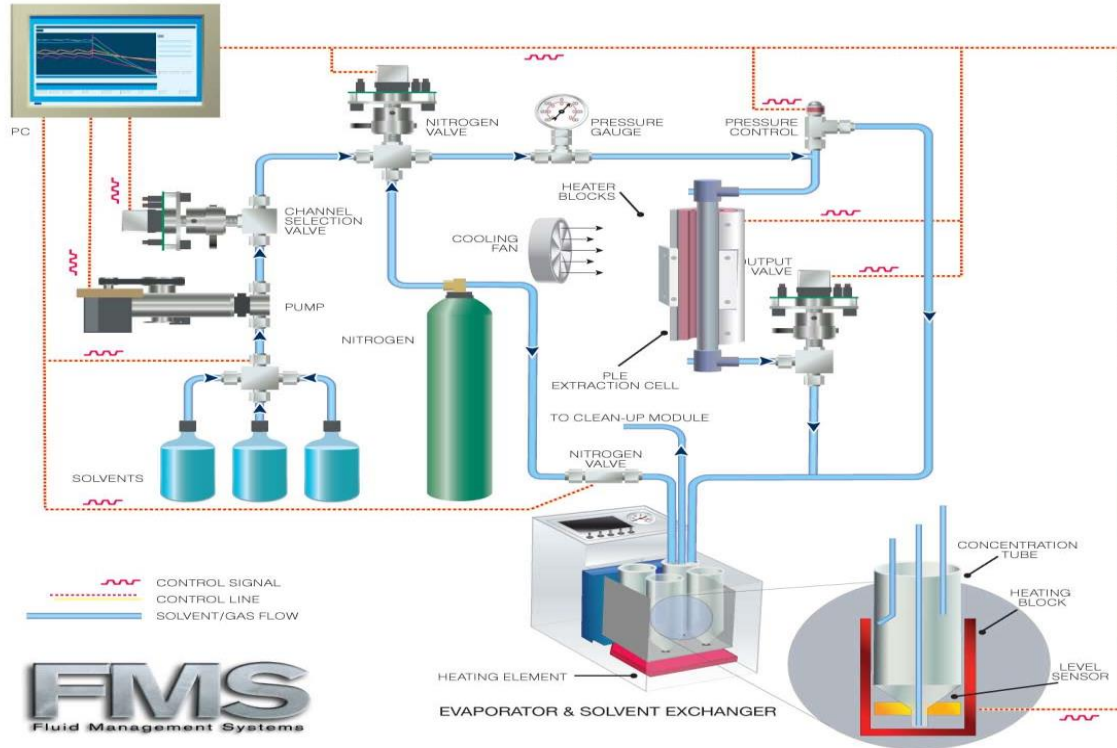 PC
NITROGEN
VALVE
PRESSURE
GAUGE
PRESSURE
CONTROL
CHANNEL
SELECTION
VALVE
HEATER
BLOCKS
COOLING
FAN
OUTPUT
VALVE
PUMP
NITROGEN
PLE
EXTRACTION CELL
TO CLEAN-UP MODULE
NITROGEN
VALVE
SOLVENTS
CONCENTRATION
TUBE
HEATING
BLOCK
LEVEL
SENSOR
CONTROL SIGNAL
CONTROL LINE
SOLVENT/GAS FLOW
HEATING ELEMENT
EVAPORATOR & SOLVENT EXCHANGER
FMS
Fluid Management Systems